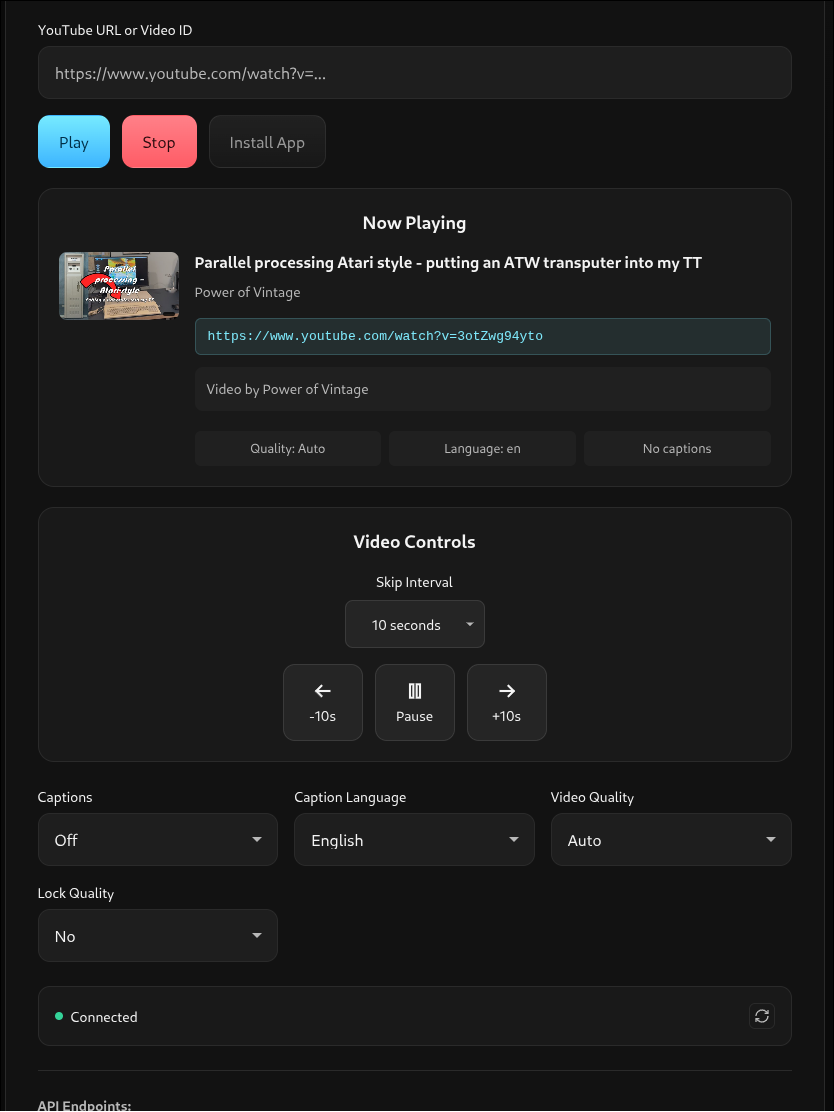 YouTube URL or Video ID
https://www.youtube.com/watch?v=...
Play
Stop
Install App
Now Playing
Parallel
processing -
Atari-style
Parallel processing Atari style - putting an ATW transputer into my TT
Power of Vintage
https://www.youtube.com/watch?v=3otZwg94yto
Video by Power of Vintage
Quality: Auto
Language: en
No captions
Video Controls
Skip Interval
10 seconds
-10s
Pause
+10s
Captions
Caption Language
Video Quality
Off
English
Auto
Lock Quality
No
Connected
API Endpoints: